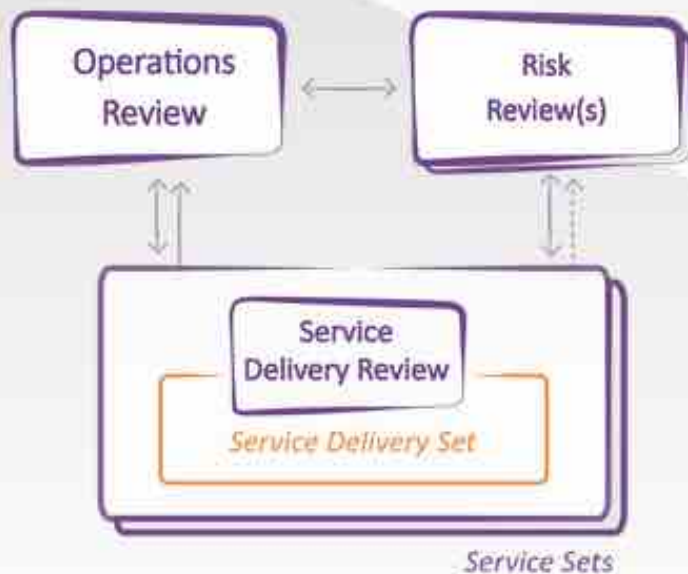 Operations
Review
Risk
Review(s)
Service
Delivery Review
Service Delivery Set
Service Sets